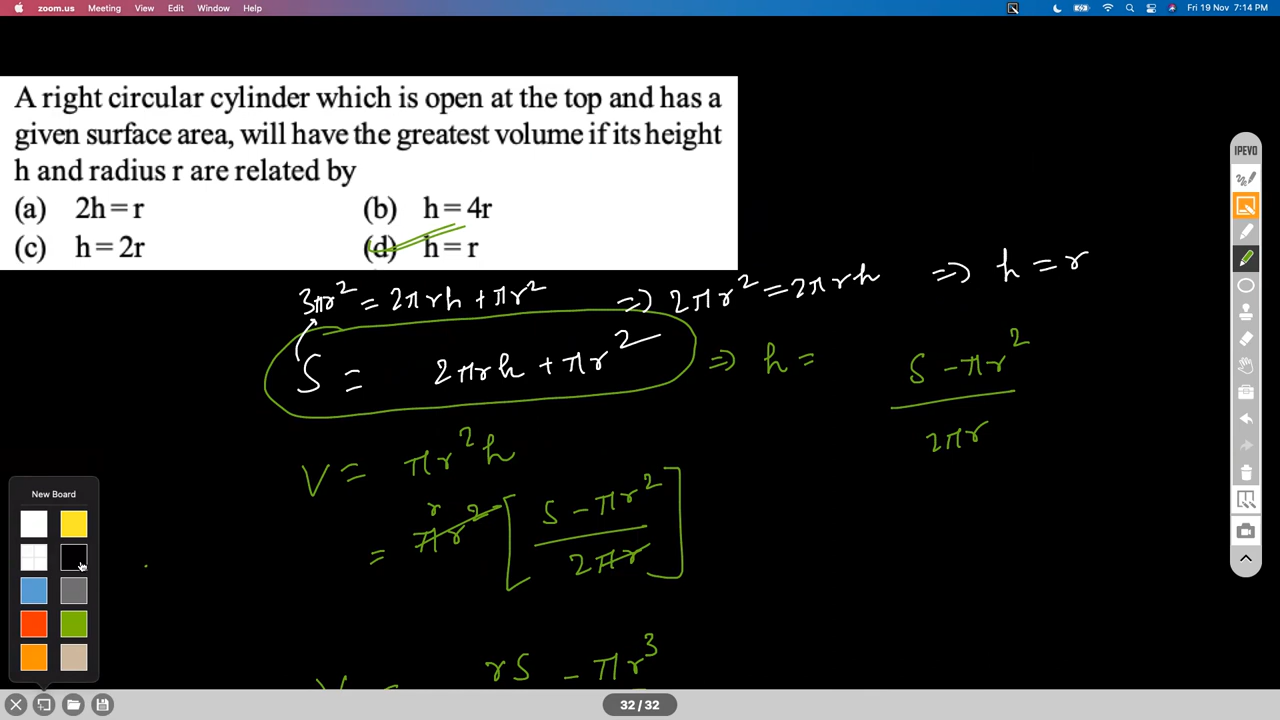 zoom.us Meeting View Edit Window Help Fri 19 Nov 7:14 PM
A right circular cylinder which is open at the top and has a
given surface area, will have the greatest volume if its height
h and radius r are related by
(a) 2h = r (b) h = 4r
(c) h = 2r (d) h = r
3πr² = 2πrh + πr² ⇒ 2πr² = 2πrh ⇒ h = r
S = 2πrh + πr² ⇒ h = (S − πr²)/(2πr)
V = πr²h
= πr² r [(S − πr²)/(2πr)]
rS − πr³
IPEVO
New Board
32 / 32